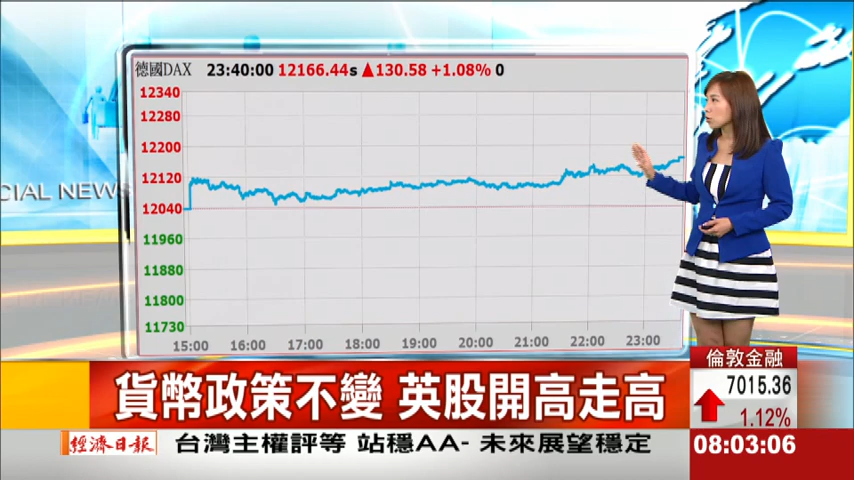 CIAL NEWS
德國DAX 23:40:00 12166.44s ▲130.58 +1.08% 0
12340
12280
12200
12120
12040
11960
11880
11800
11730
15:00 16:00 17:00 18:00 19:00 20:00 21:00 22:00 23:00
貨幣政策不變 英股開高走高
倫敦金融
7015.36
1.12%
經濟日報 台灣主權評等 站穩AA- 未來展望穩定
08:03:06